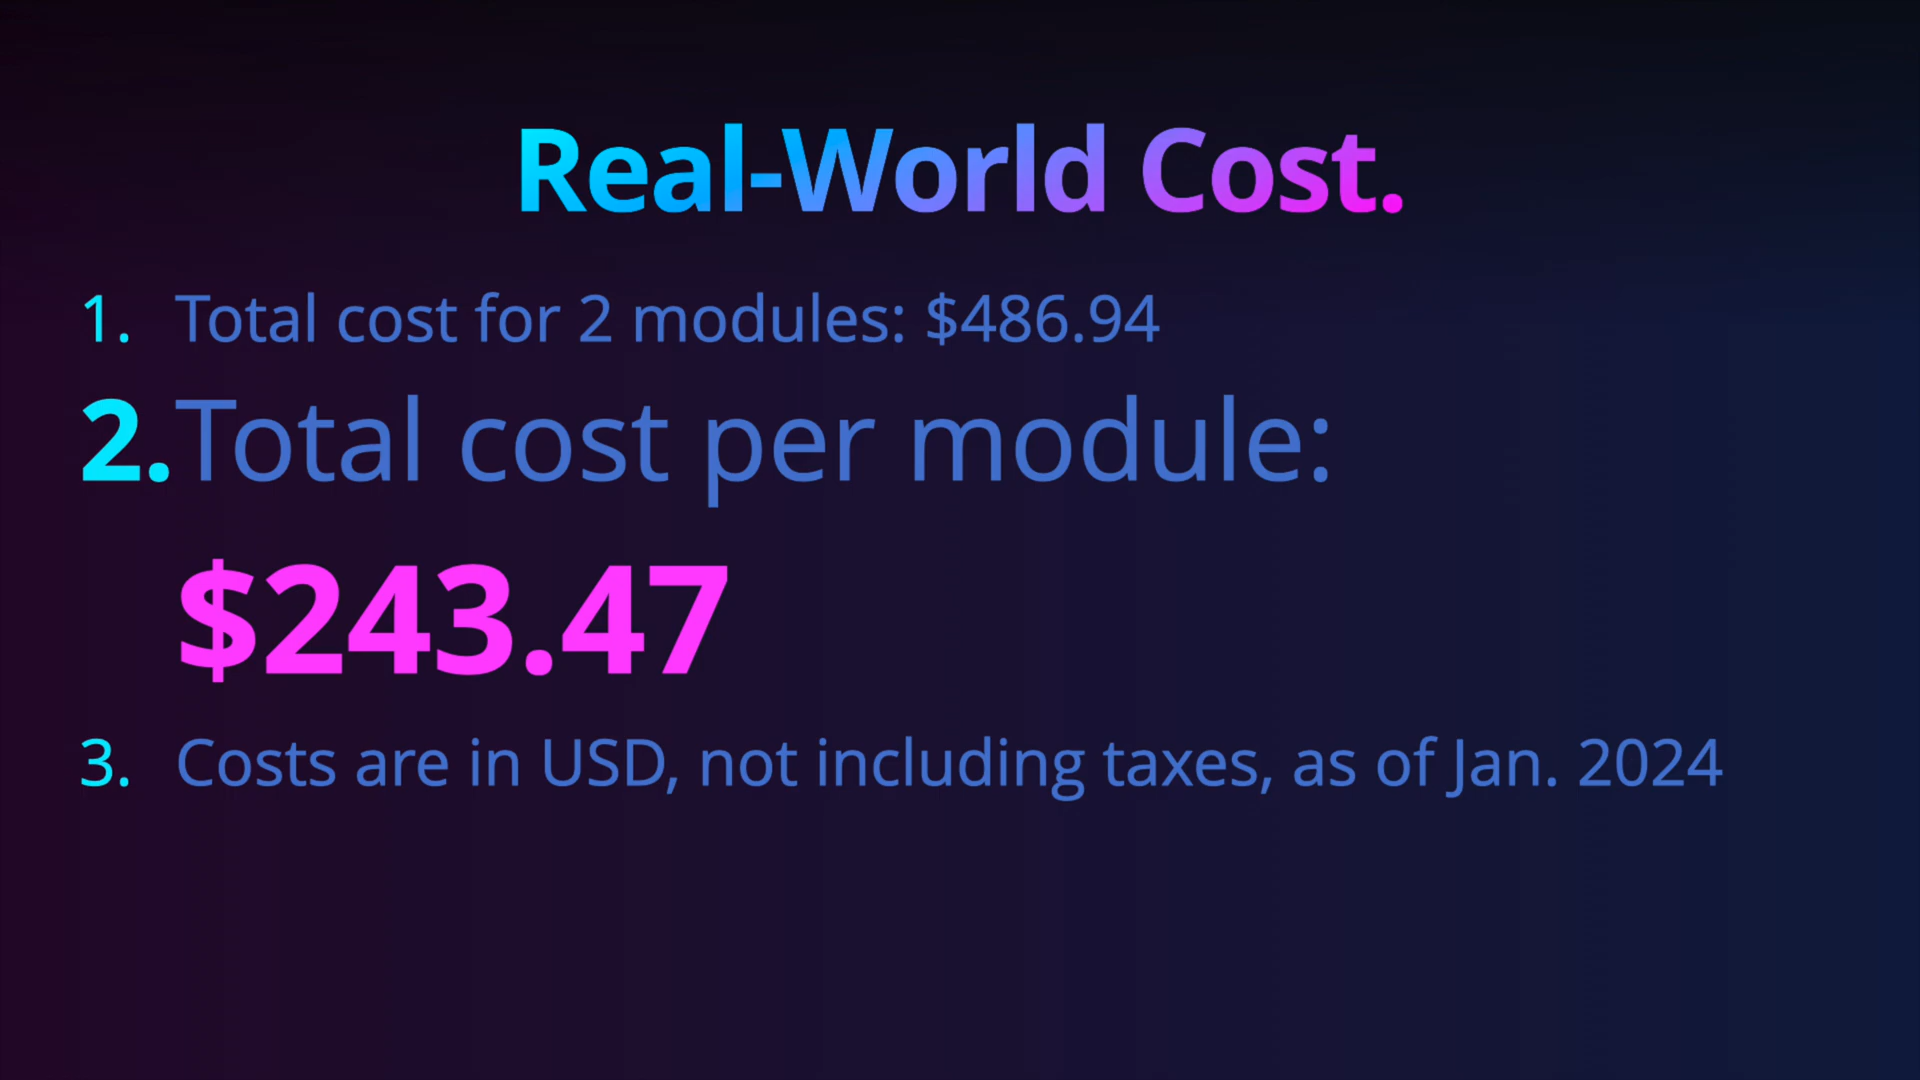 Real-World Cost.
1. Total cost for 2 modules: $486.94
2. Total cost per module:
$243.47
3. Costs are in USD, not including taxes, as of Jan. 2024